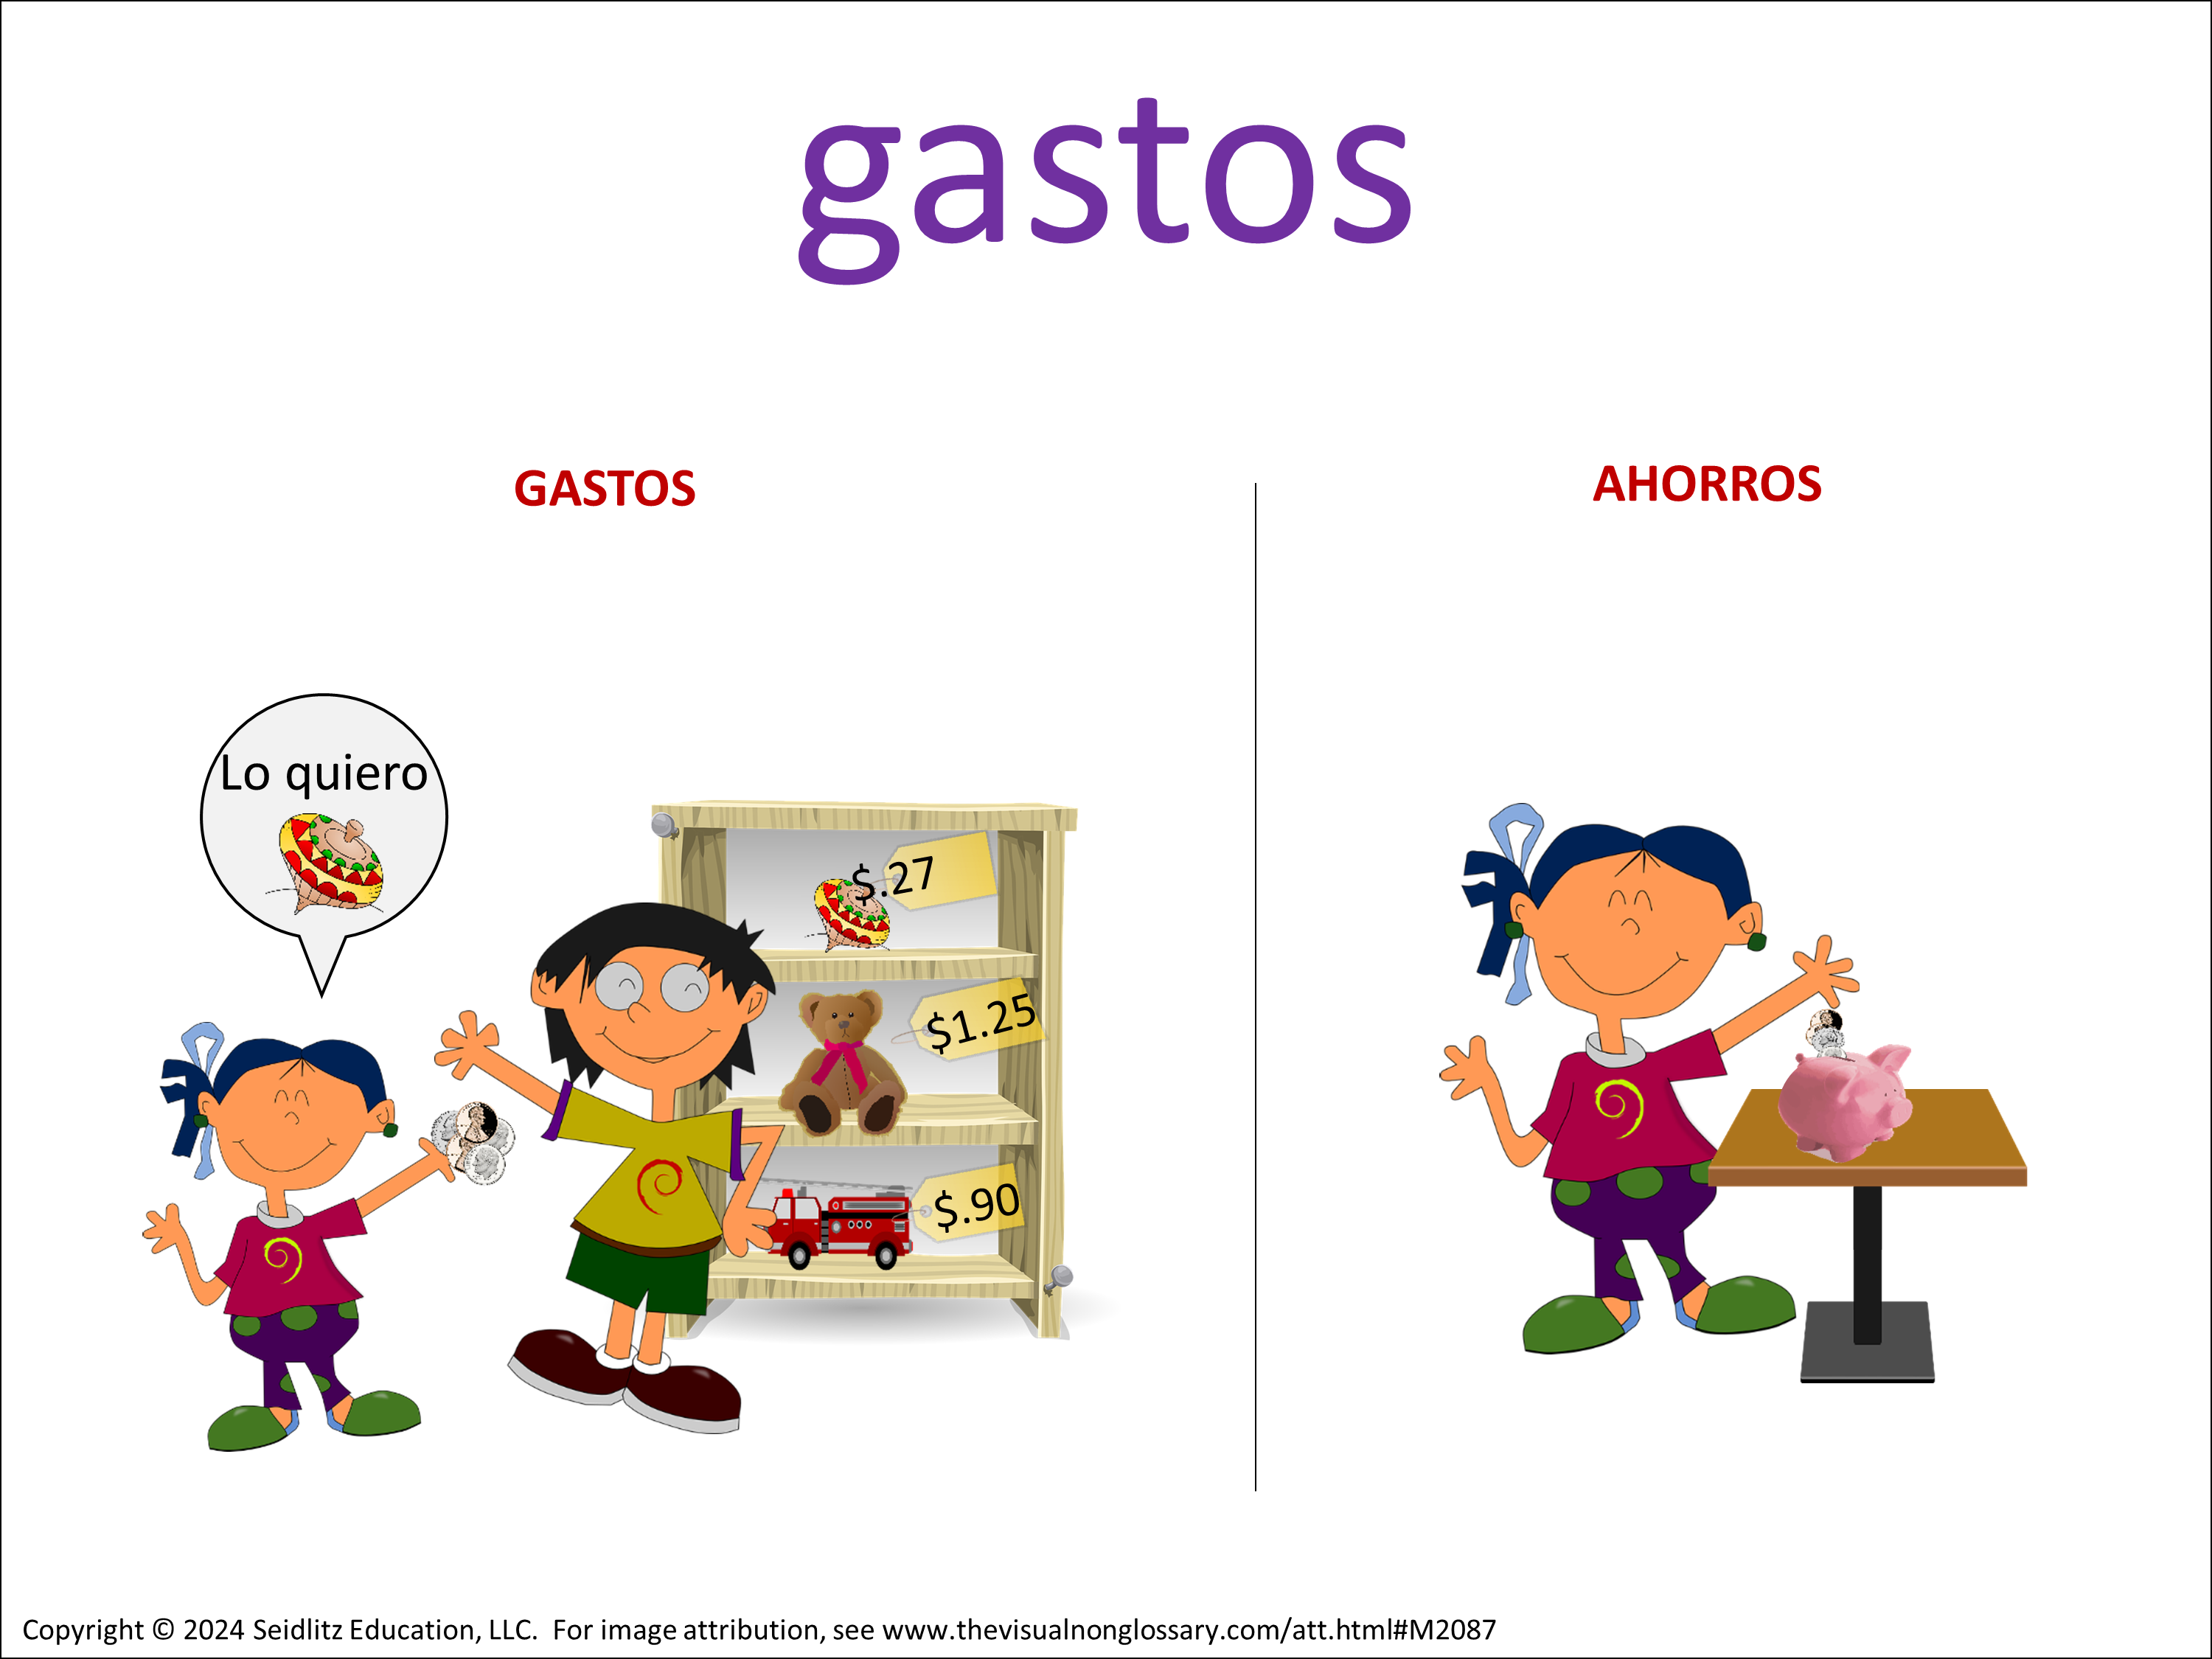 gastos
GASTOS
AHORROS
Lo quiero
$.27
$1.25
$.90
Copyright © 2024 Seidlitz Education, LLC.  For image attribution, see www.thevisualnonglossary.com/att.html#M2087